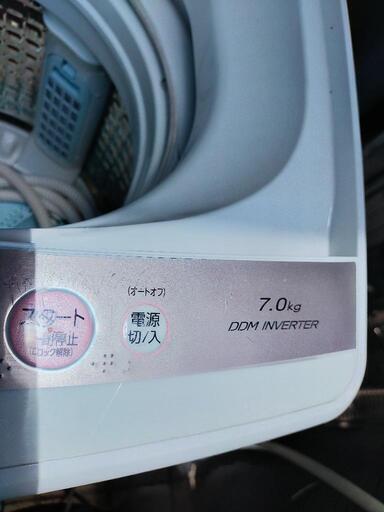 (オートオフ)
電源
切/入
7.0kg
DDM INVERTER
スタート
一時停止
(ロック解除)